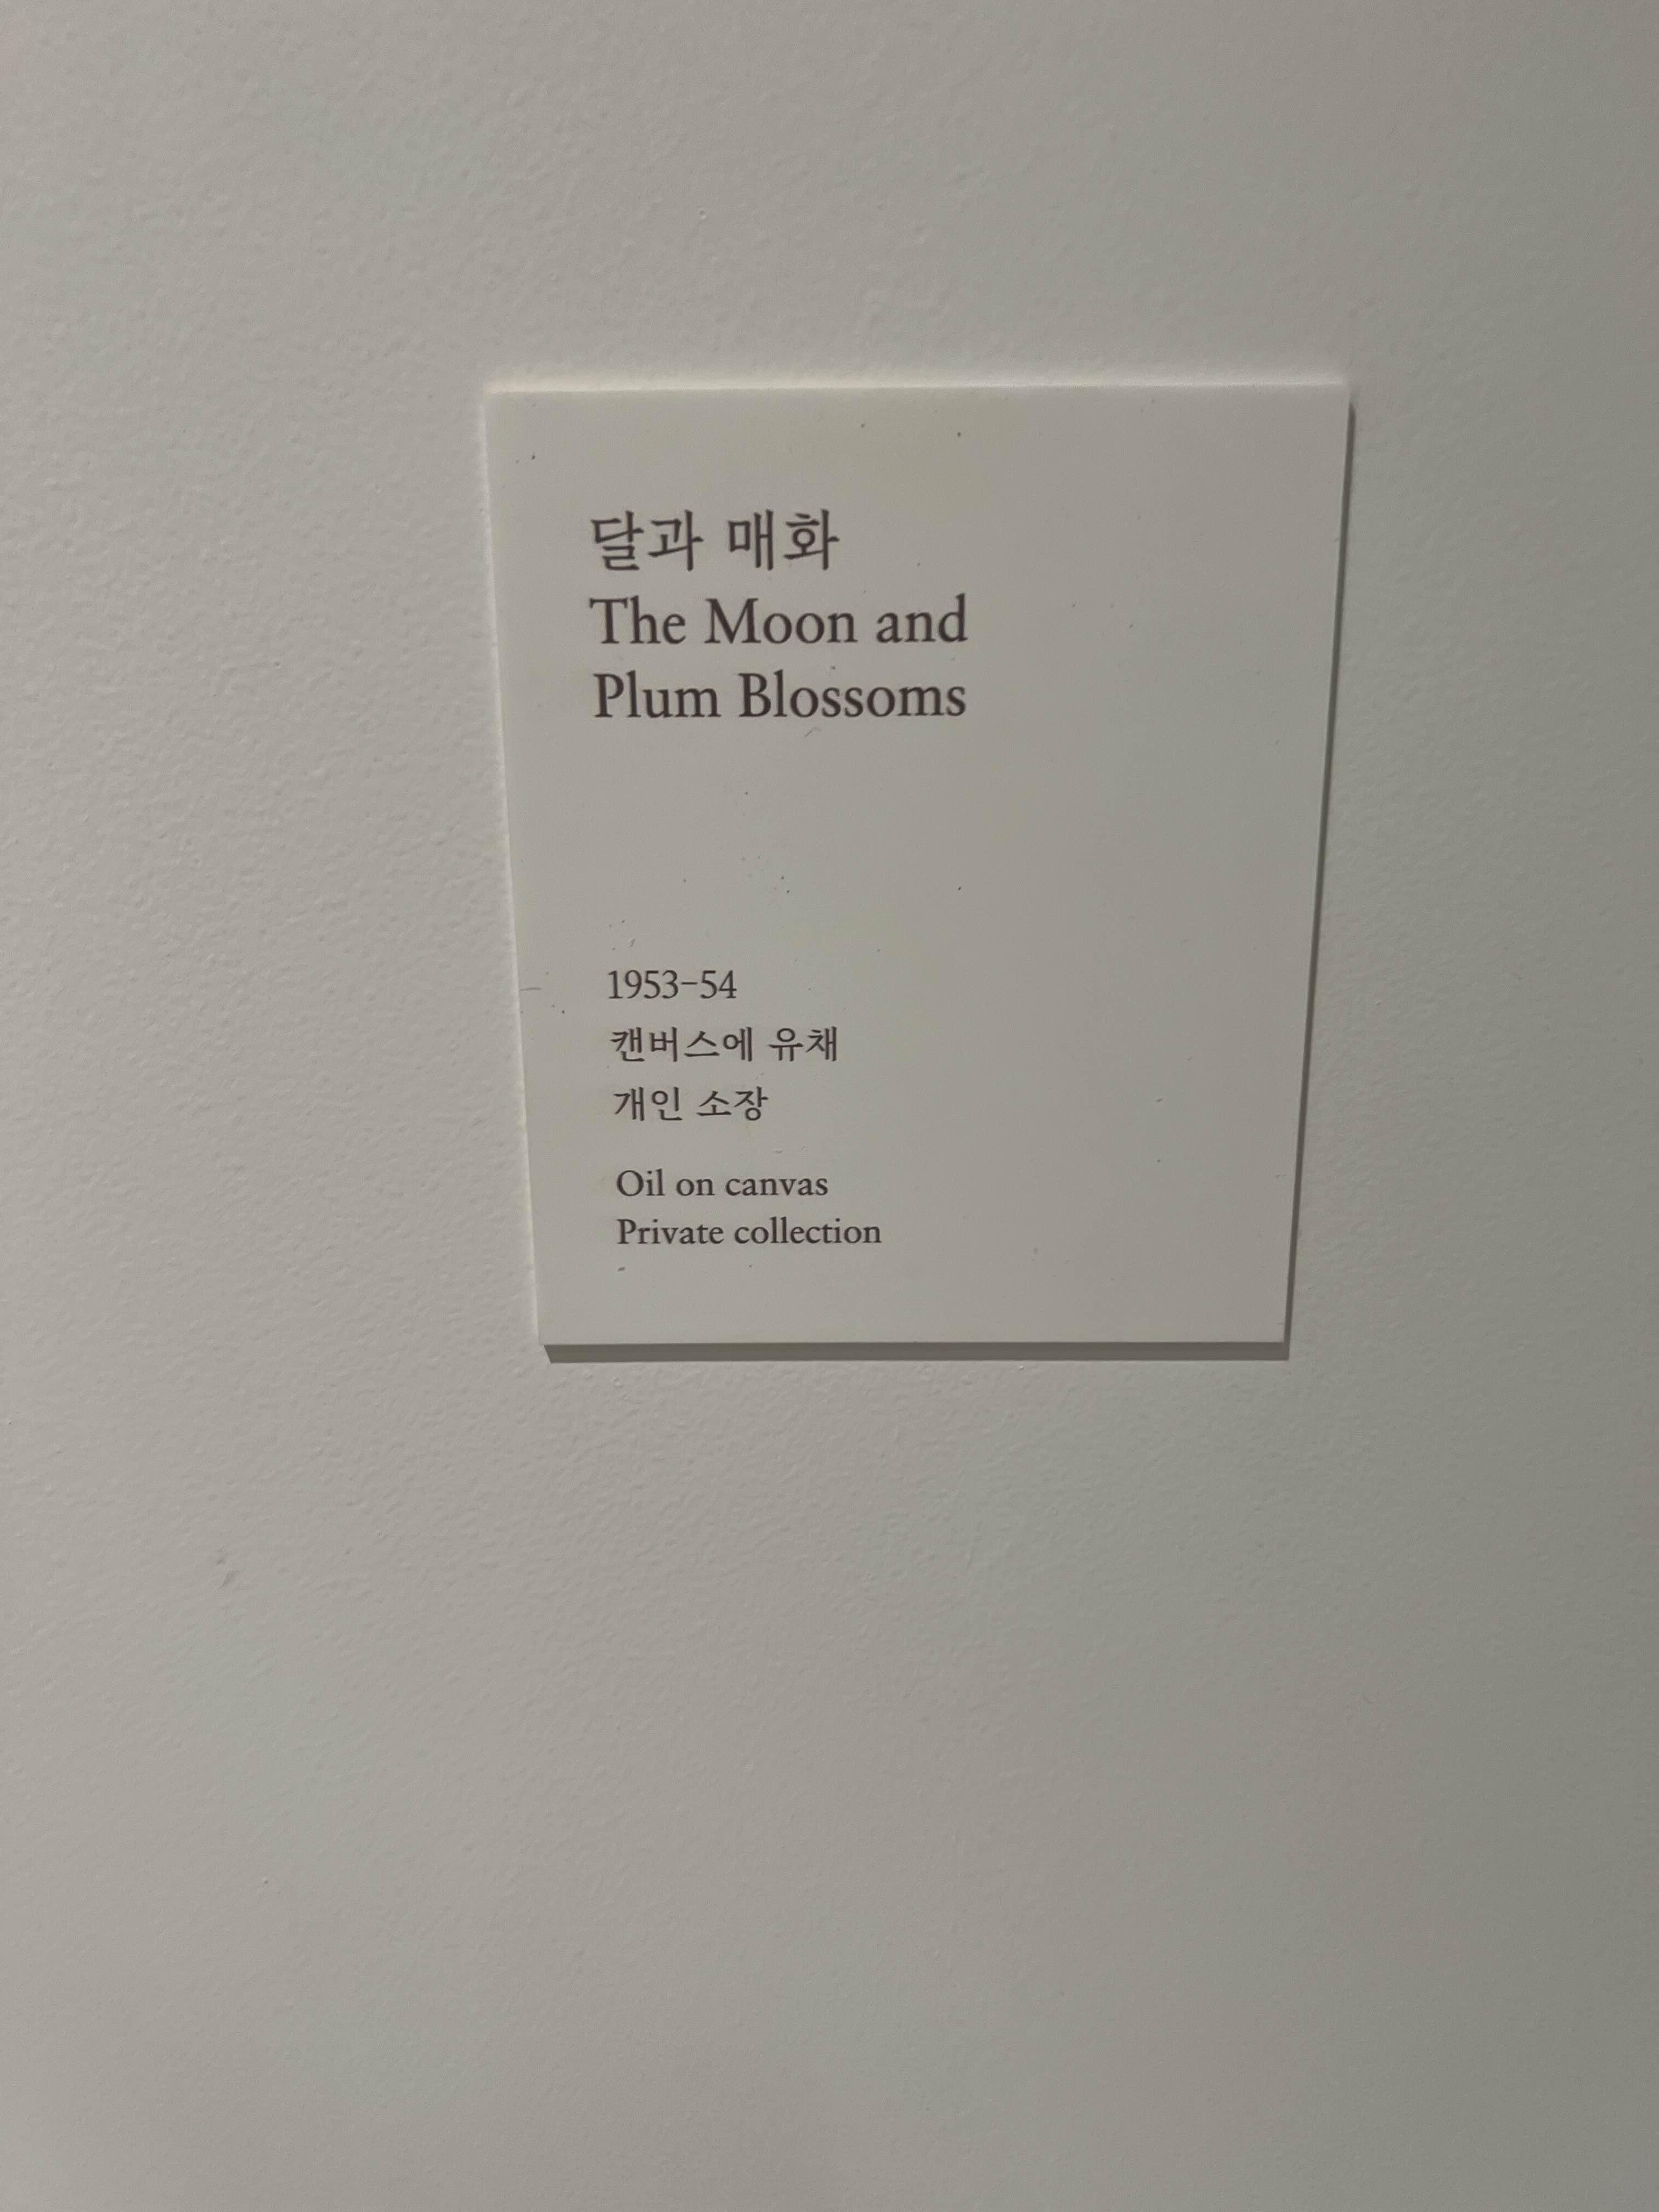 달과 매화
The Moon and
Plum Blossoms
1953–54
캔버스에 유채
개인 소장
Oil on canvas
Private collection